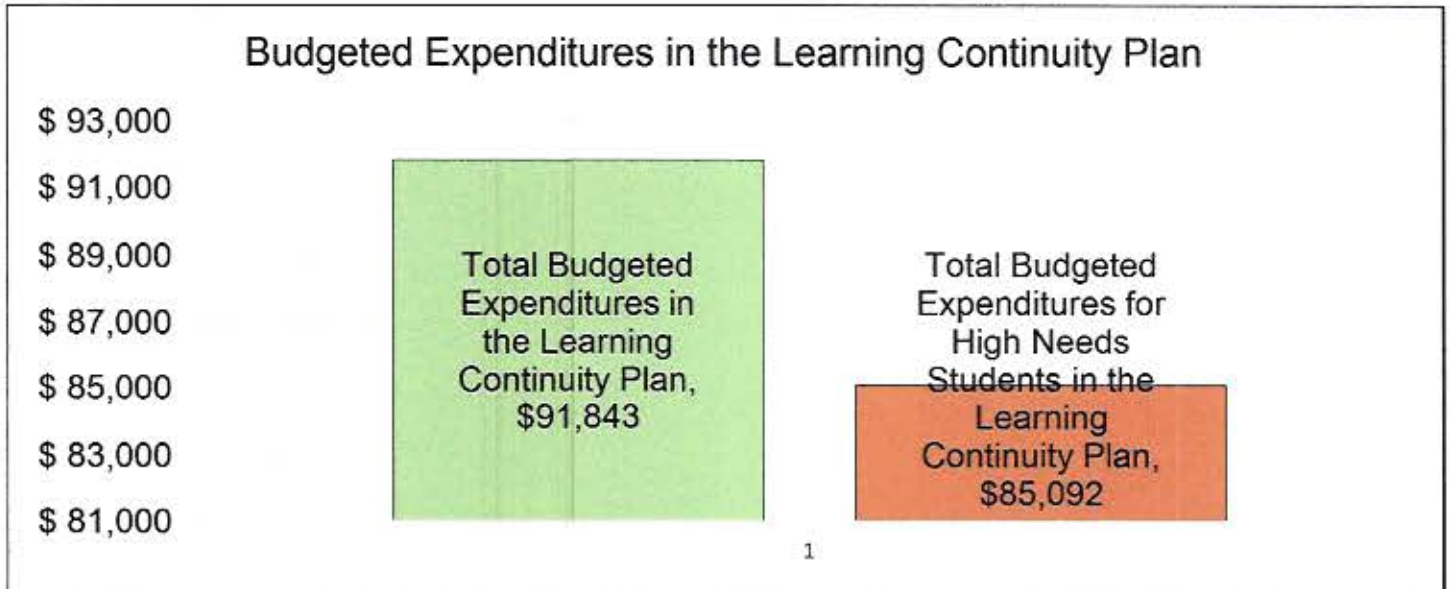 Budgeted Expenditures in the Learning Continuity Plan
$ 93,000
$ 91,000
$ 89,000
$ 87,000
$ 85,000
$ 83,000
$ 81,000
Total Budgeted
Expenditures in
the Learning
Continuity Plan,
$91,843
Total Budgeted
Expenditures for
High Needs
Students in the
Learning
Continuity Plan,
$85,092
1